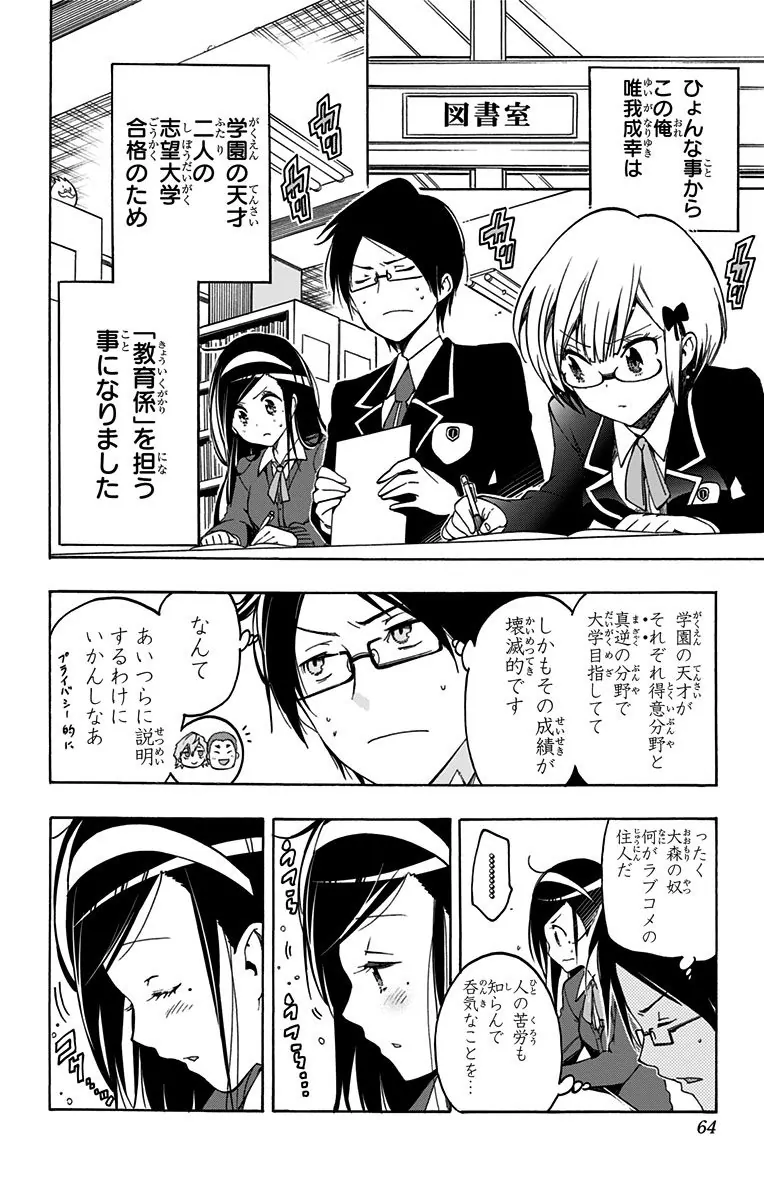 ひょんな事から
この俺
唯我成幸は
図書室
学園の天才
二人の
志望大学
合格のため
「教育係」を担う
事になりました
学園の天才が
それぞれ得意分野と
真逆の分野で
大学目指してて
しかもその成績が
壊滅的です
なんて
あいつらに説明
するわけに
いかんしなあ
プライバシー的に
ったく
大森の奴
何がラブコメの
住人だ
………
人の苦労も
知らんで
呑気なことを…
64